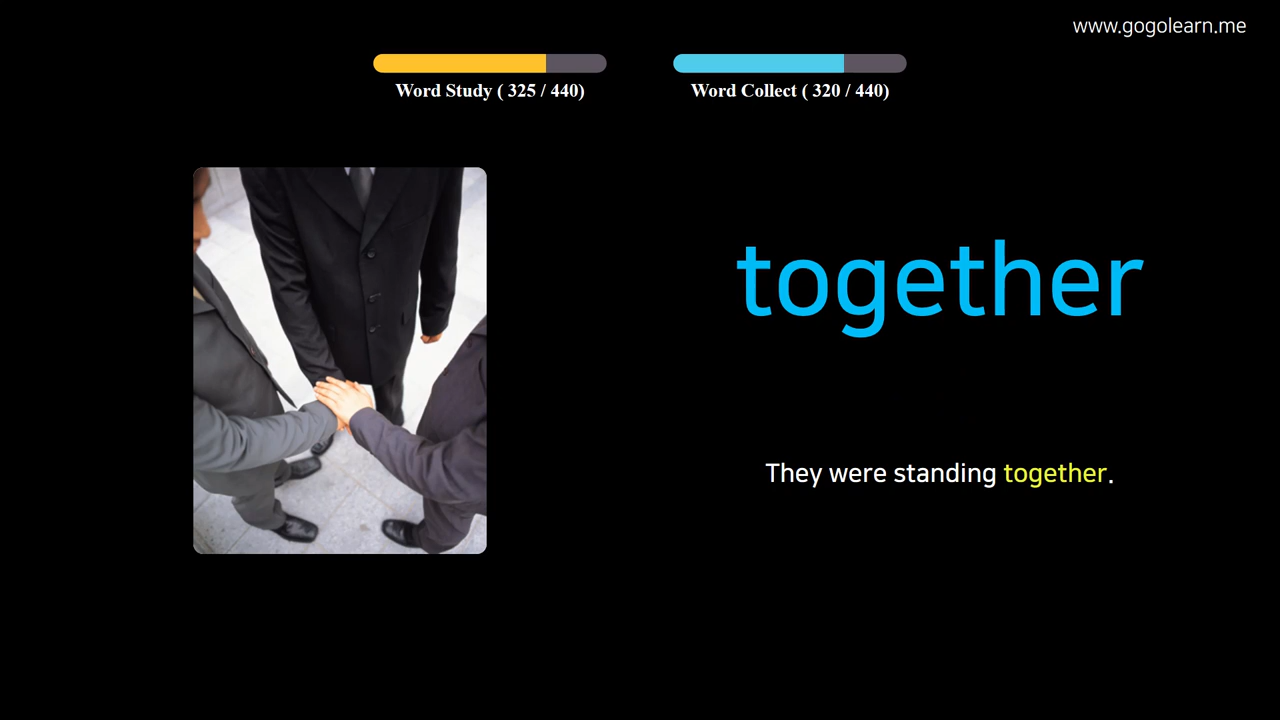 www.gogolearn.me
Word Study ( 325 / 440)
Word Collect ( 320 / 440)
together
They were standing together.